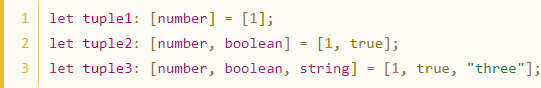 1 let tuple1: [number] = [1];
2 let tuple2: [number, boolean] = [1, true];
3 let tuple3: [number, boolean, string] = [1, true, "three"];